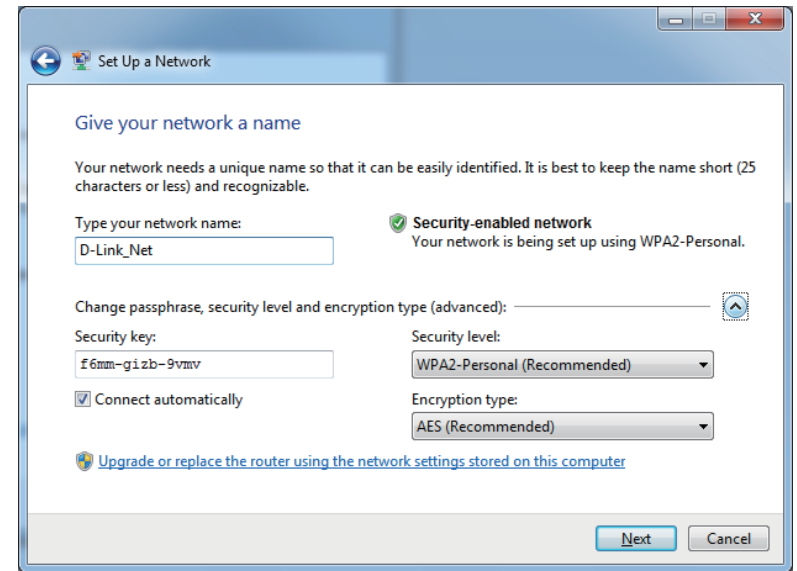 Set Up a Network
Give your network a name
Your network needs a unique name so that it can be easily identified. It is best to keep the name short (25
characters or less) and recognizable.
Type your network name:
D-Link_Net
Security-enabled network
Your network is being set up using WPA2-Personal.
Change passphrase, security level and encryption type (advanced):
Security key:
f6mm-gizb-9vmv
Security level:
WPA2-Personal (Recommended)
Connect automatically
Encryption type:
AES (Recommended)
Upgrade or replace the router using the network settings stored on this computer
Next
Cancel